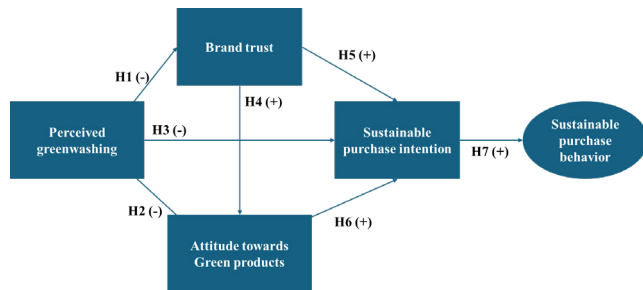 Brand trust
H1 (-)
H5 (+)
H4 (+)
Perceived
greenwashing
H3 (-)
Sustainable
purchase intention
H7 (+)
Sustainable
purchase
behavior
H2 (-)
H6 (+)
Attitude towards
Green products